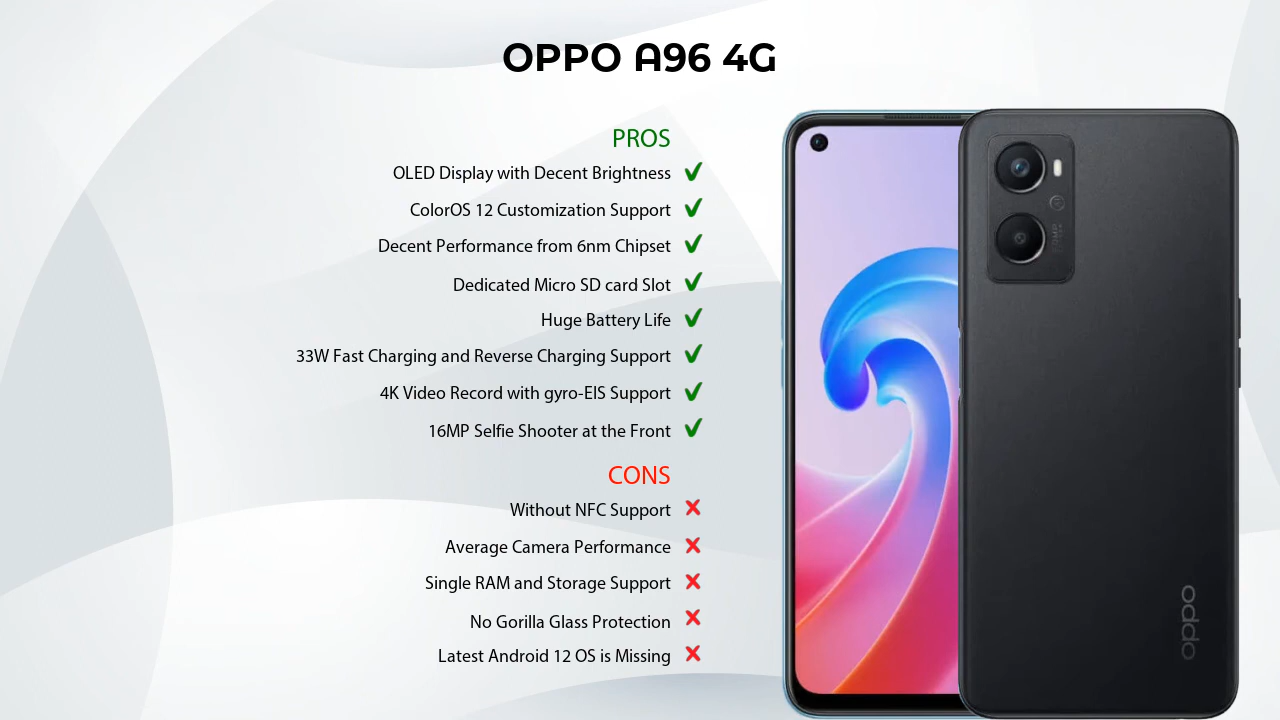 OPPO A96 4G
PROS
OLED Display with Decent Brightness
ColorOS 12 Customization Support
Decent Performance from 6nm Chipset
Dedicated Micro SD card Slot
Huge Battery Life
33W Fast Charging and Reverse Charging Support
4K Video Record with gyro-EIS Support
16MP Selfie Shooter at the Front
CONS
Without NFC Support
Average Camera Performance
Single RAM and Storage Support
No Gorilla Glass Protection
Latest Android 12 OS is Missing
oppo